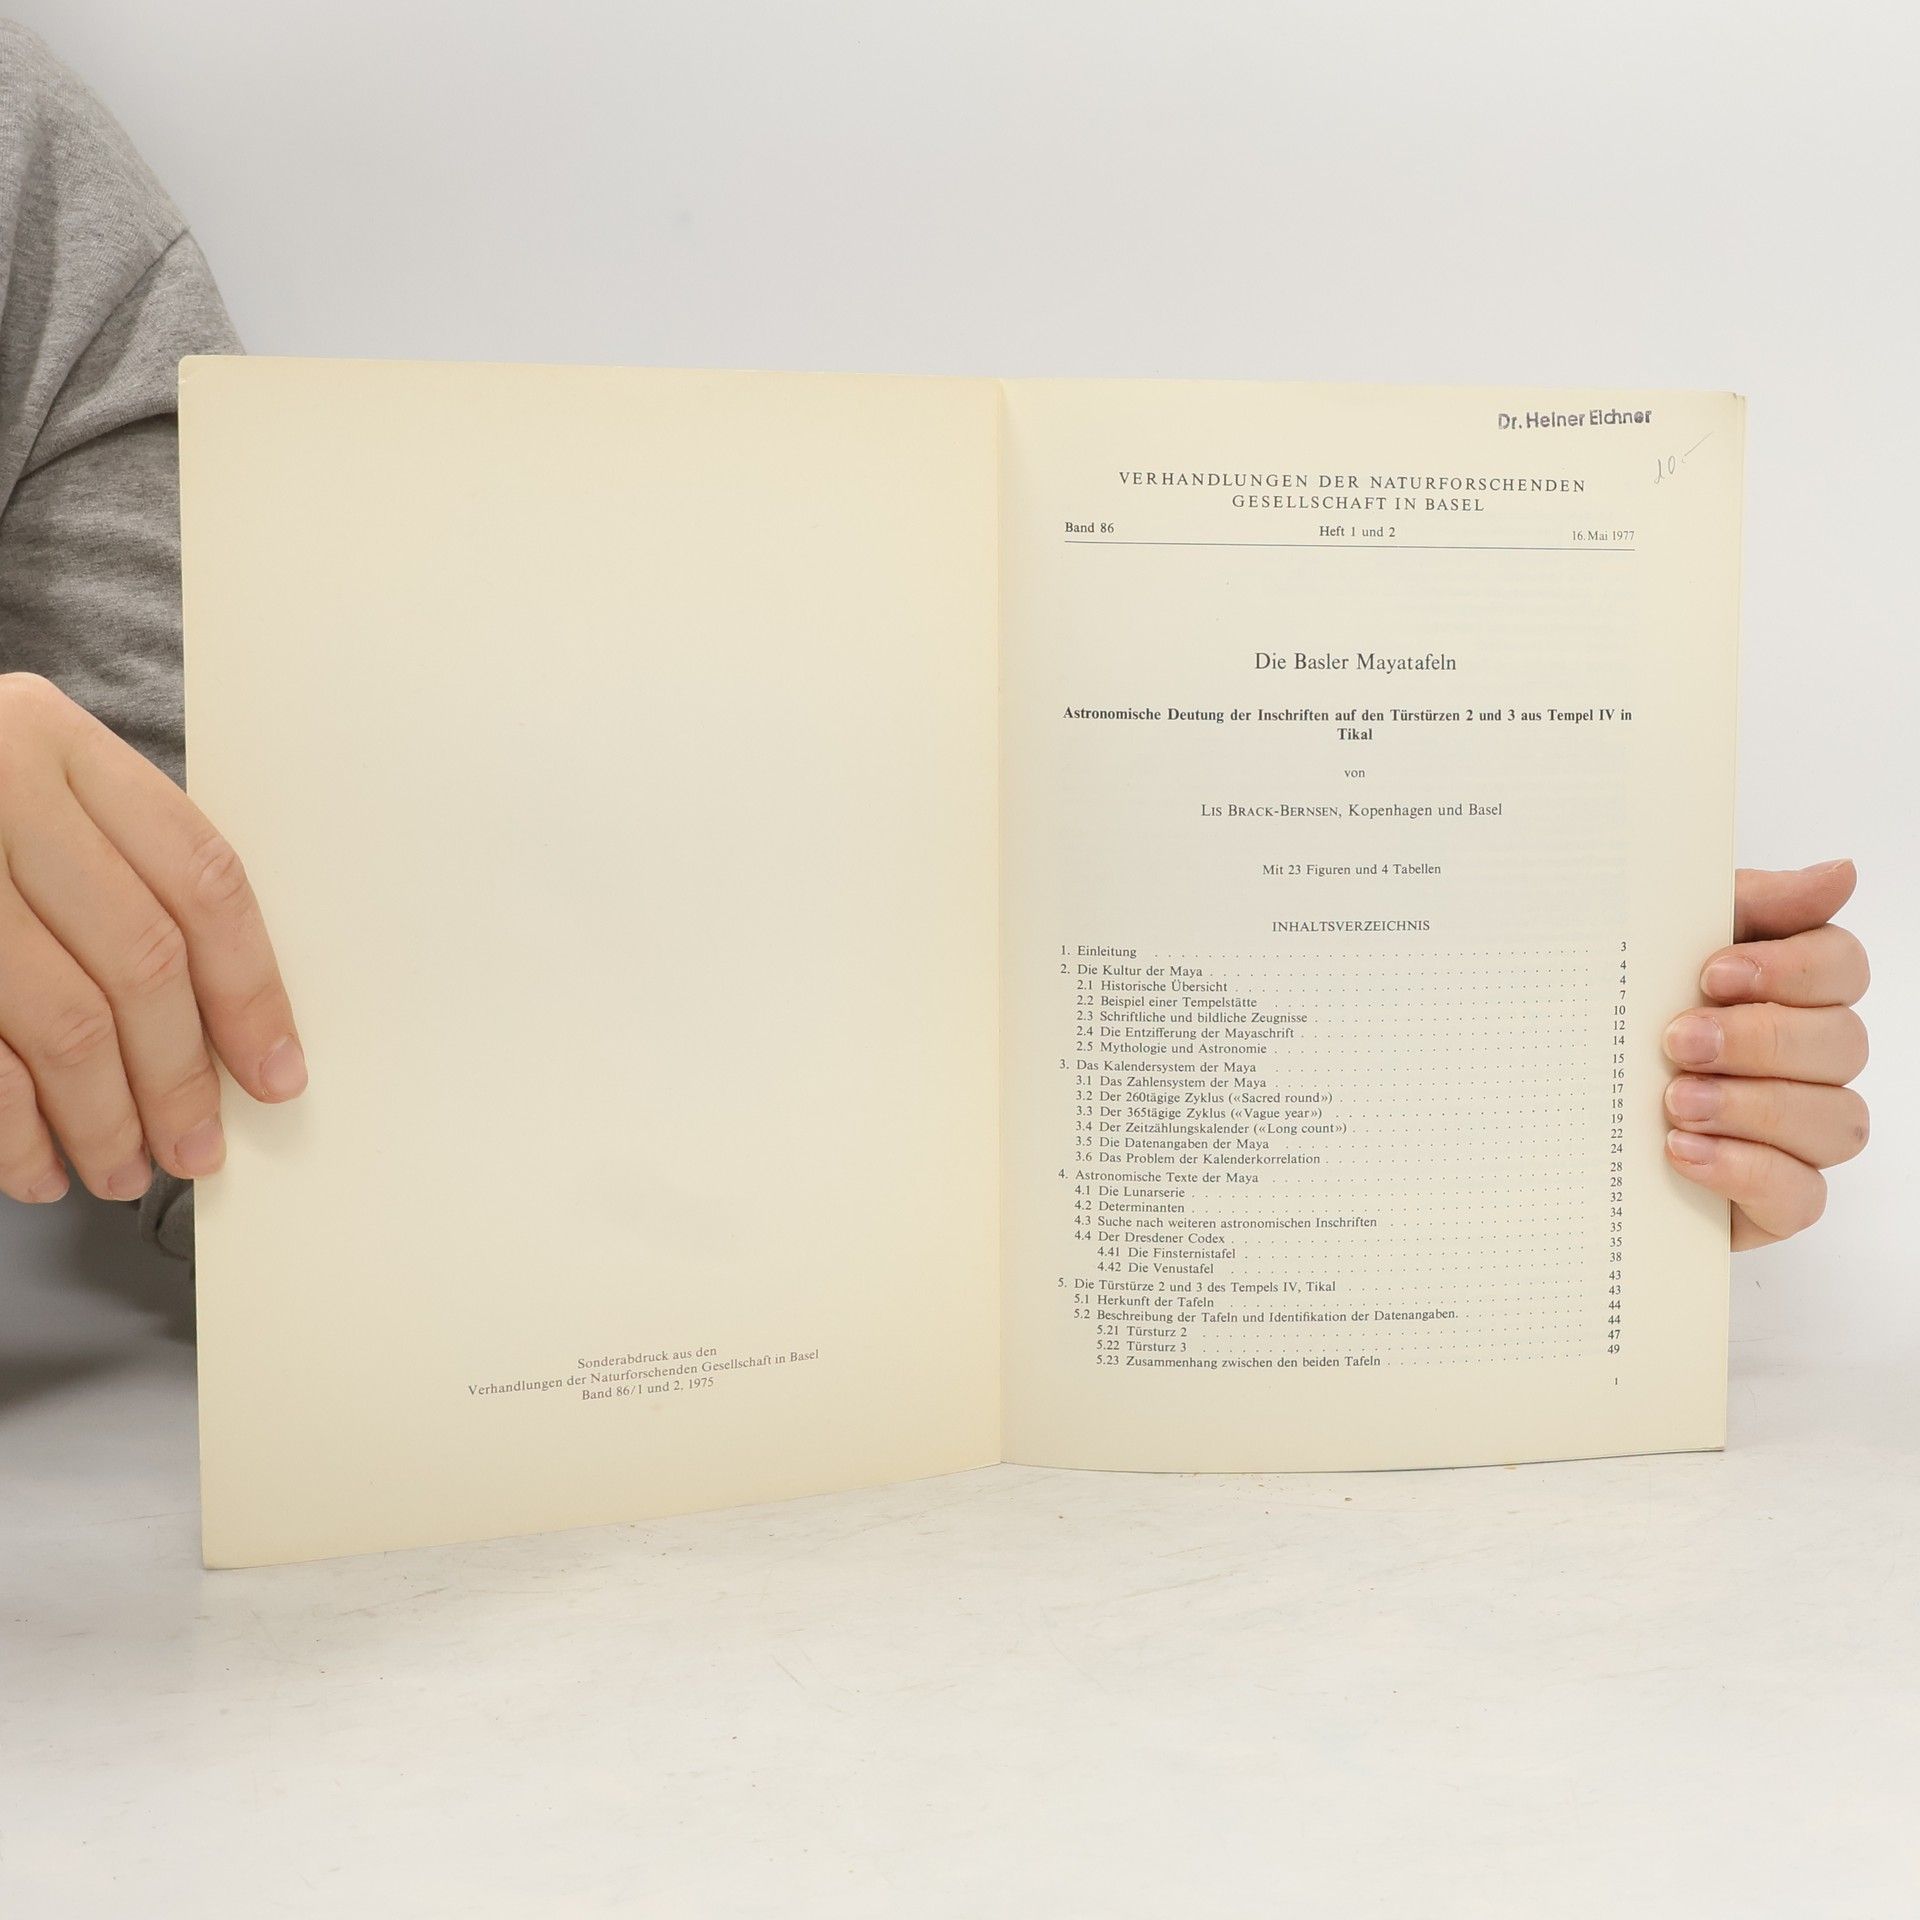 Sonderabdruck aus den
Verhandlungen der Naturforschenden Gesellschaft in Basel
Band 86/1 und 2, 1975
Dr. Heiner Eichner
20.-
VERHANDLUNGEN DER NATURFORSCHENDEN
GESELLSCHAFT IN BASEL
Band 86 Heft 1 und 2 16. Mai 1977
Die Basler Mayatafeln
Astronomische Deutung der Inschriften auf den Türstürzen 2 und 3 aus Tempel IV in
Tikal
von
LIS BRACK-BERNSEN, Kopenhagen und Basel
Mit 23 Figuren und 4 Tabellen
INHALTSVERZEICHNIS
1. Einleitung . . . 3
2. Die Kultur der Maya . . . 4
2.1 Historische Übersicht . . . 4
2.2 Beispiel einer Tempelstätte . . . 7
2.3 Schriftliche und bildliche Zeugnisse . . . 10
2.4 Die Entzifferung der Mayaschrift . . . 12
2.5 Mythologie und Astronomie . . . 14
3. Das Kalendersystem der Maya . . . 15
3.1 Das Zahlensystem der Maya . . . 16
3.2 Der 260tägige Zyklus («Sacred round») . . . 17
3.3 Der 365tägige Zyklus («Vague year») . . . 18
3.4 Der Zeitzählungskalender («Long count») . . . 19
3.5 Die Datenangaben der Maya . . . 22
3.6 Das Problem der Kalenderkorrelation . . . 24
4. Astronomische Texte der Maya . . . 28
4.1 Die Lunarserie . . . 28
4.2 Determinanten . . . 32
4.3 Suche nach weiteren astronomischen Inschriften . . . 34
4.4 Der Dresdener Codex . . . 35
4.41 Die Finsternistafel . . . 35
4.42 Die Venustafel . . . 38
5. Die Türstürze 2 und 3 des Tempels IV, Tikal . . . 43
5.1 Herkunft der Tafeln . . . 43
5.2 Beschreibung der Tafeln und Identifikation der Datenangaben. . . . 44
5.21 Türsturz 2 . . . 44
5.22 Türsturz 3 . . . 47
5.23 Zusammenhang zwischen den beiden Tafeln . . . 49
1